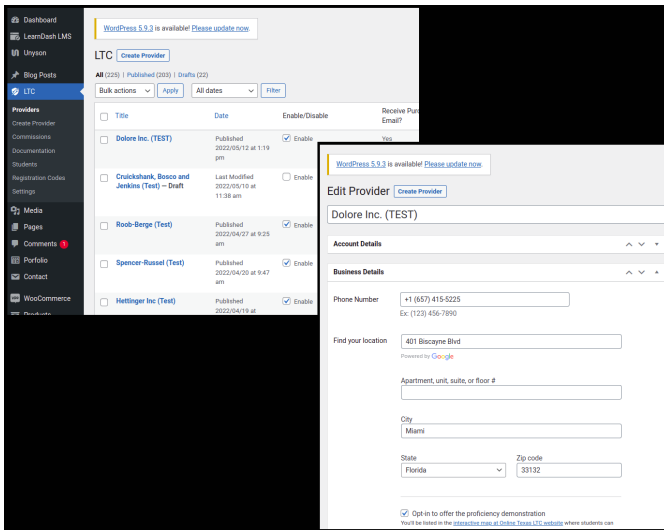 Dashboard
LearnDash LMS
Unyson
Blog Posts
LTC
Providers
Create Provider
Commissions
Documentation
Students
Registration Codes
Settings
Media
Pages
Comments 1
Porfolio
Contact
WooCommerce
Products
WordPress 5.9.3 is available! Please update now.
LTC Create Provider
All (225) | Published (203) | Drafts (22)
Bulk actions Apply All dates Filter
Title Date Enable/Disable Receive Pur
Email?
Dolore Inc. (TEST) Published Enable Yes
2022/05/12 at 1:19
pm
Cruickshank, Bosco and Last Modified Enable
Jenkins (Test) — Draft 2022/05/10 at
11:38 am
Roob-Berge (Test) Published Enable
2022/04/27 at 9:25
am
Spencer-Russel (Test) Published Enable
2022/04/20 at 9:47
am
Hettinger Inc (Test) Published Enable
2022/04/19 at
WordPress 5.9.3 is available! Please update now.
Edit Provider Create Provider
Dolore Inc. (TEST)
Account Details
Business Details
Phone Number +1 (657) 415-5225
Ex: (123) 456-7890
Find your location 401 Biscayne Blvd
Powered by Google
Apartment, unit, suite, or floor #
City
Miami
State Zip code
Florida 33132
Opt-in to offer the proficiency demonstration
You'll be listed in the interactive map at Online Texas LTC website where students can